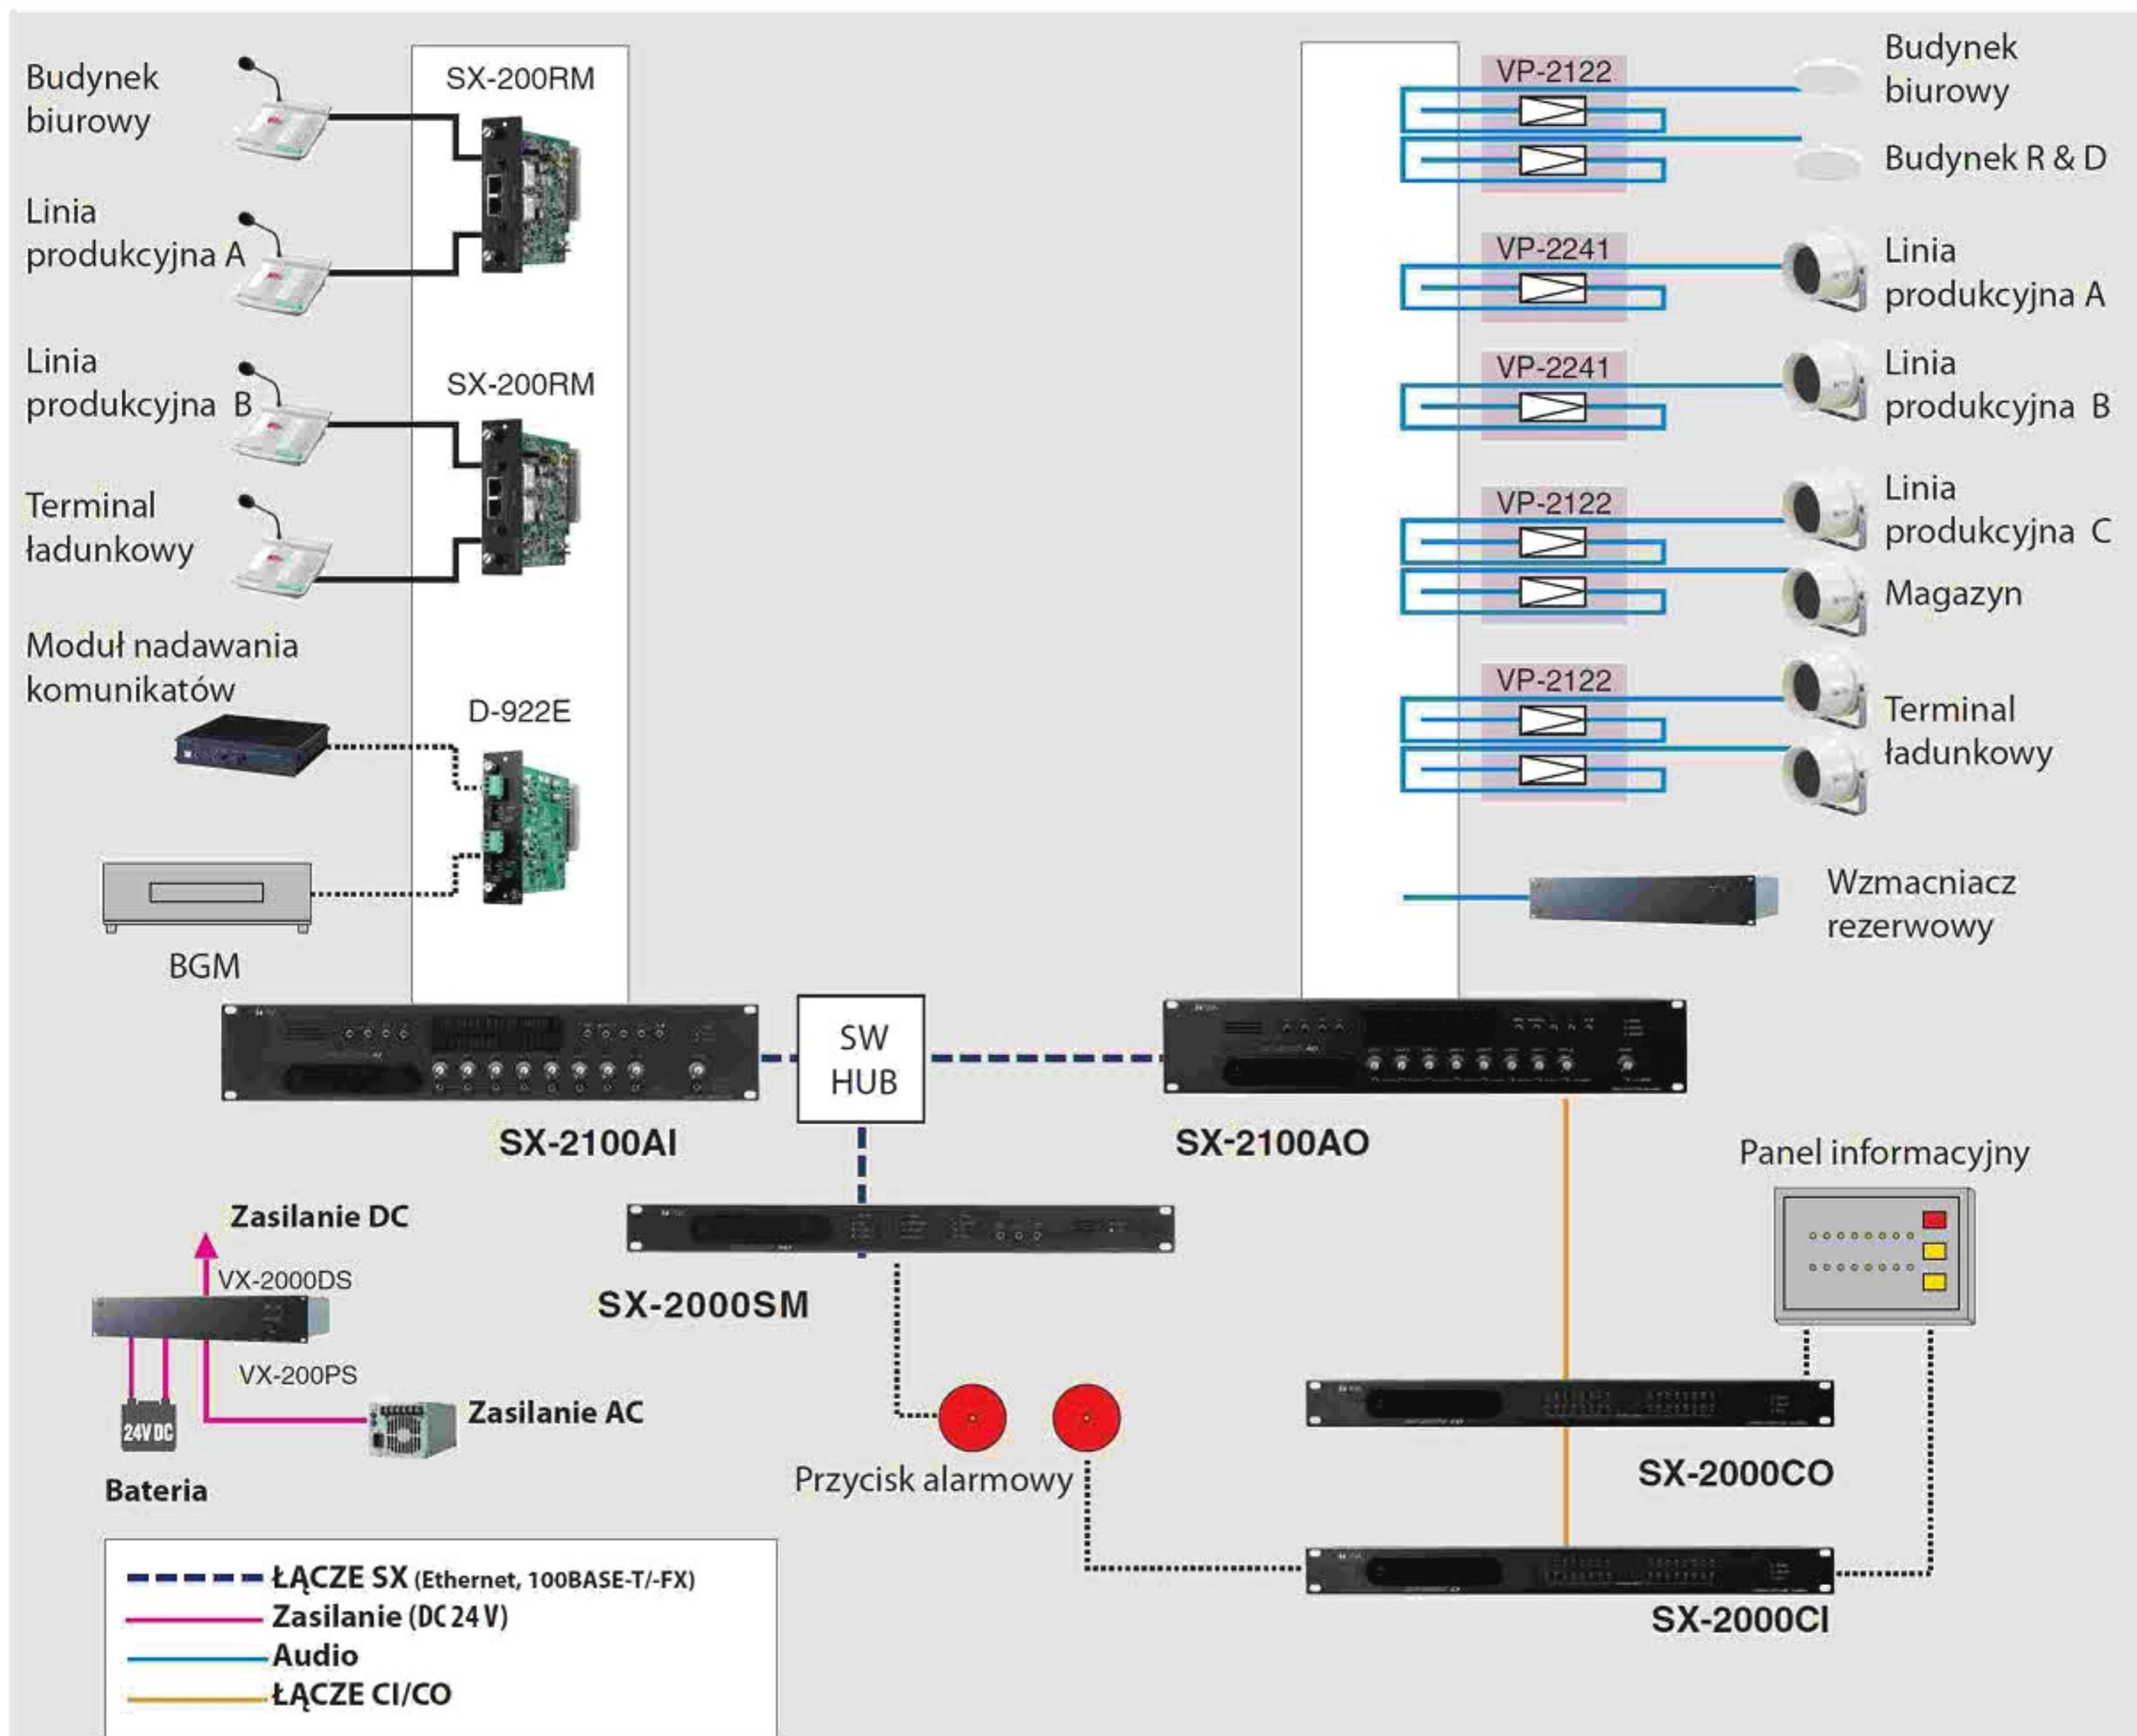 Budynek
biurowy
SX-200RM
Linia
produkcyjna A
Linia
produkcyjna B
SX-200RM
Terminal
ładunkowy
Moduł nadawania
komunikatów
D-922E
BGM
VP-2122
Budynek
biurowy
Budynek R & D
VP-2241
Linia
produkcyjna A
VP-2241
Linia
produkcyjna B
VP-2122
Linia
produkcyjna C
Magazyn
VP-2122
Terminal
ładunkowy
Wzmacniacz
rezerwowy
SW
HUB
SX-2100AI
SX-2100AO
Panel informacyjny
Zasilanie DC
VX-2000DS
SX-2000SM
VX-200PS
24V DC
Zasilanie AC
Bateria
Przycisk alarmowy
SX-2000CO
SX-2000CI
ŁĄCZE SX (Ethernet, 100BASE-T/-FX)
Zasilanie (DC 24 V)
Audio
ŁĄCZE CI/CO